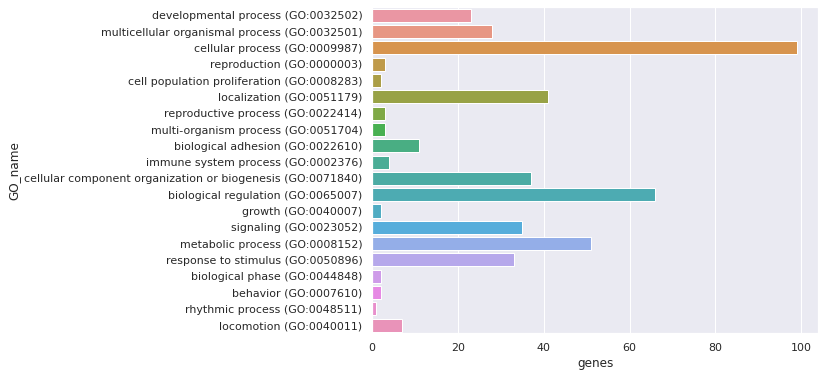 developmental process (GO:0032502)
multicellular organismal process (GO:0032501)
cellular process (GO:0009987)
reproduction (GO:0000003)
cell population proliferation (GO:0008283)
localization (GO:0051179)
reproductive process (GO:0022414)
multi-organism process (GO:0051704)
biological adhesion (GO:0022610)
immune system process (GO:0002376)
cellular component organization or biogenesis (GO:0071840)
biological regulation (GO:0065007)
growth (GO:0040007)
signaling (GO:0023052)
metabolic process (GO:0008152)
response to stimulus (GO:0050896)
biological phase (GO:0044848)
behavior (GO:0007610)
rhythmic process (GO:0048511)
locomotion (GO:0040011)
GO_name
0 20 40 60 80 100
genes